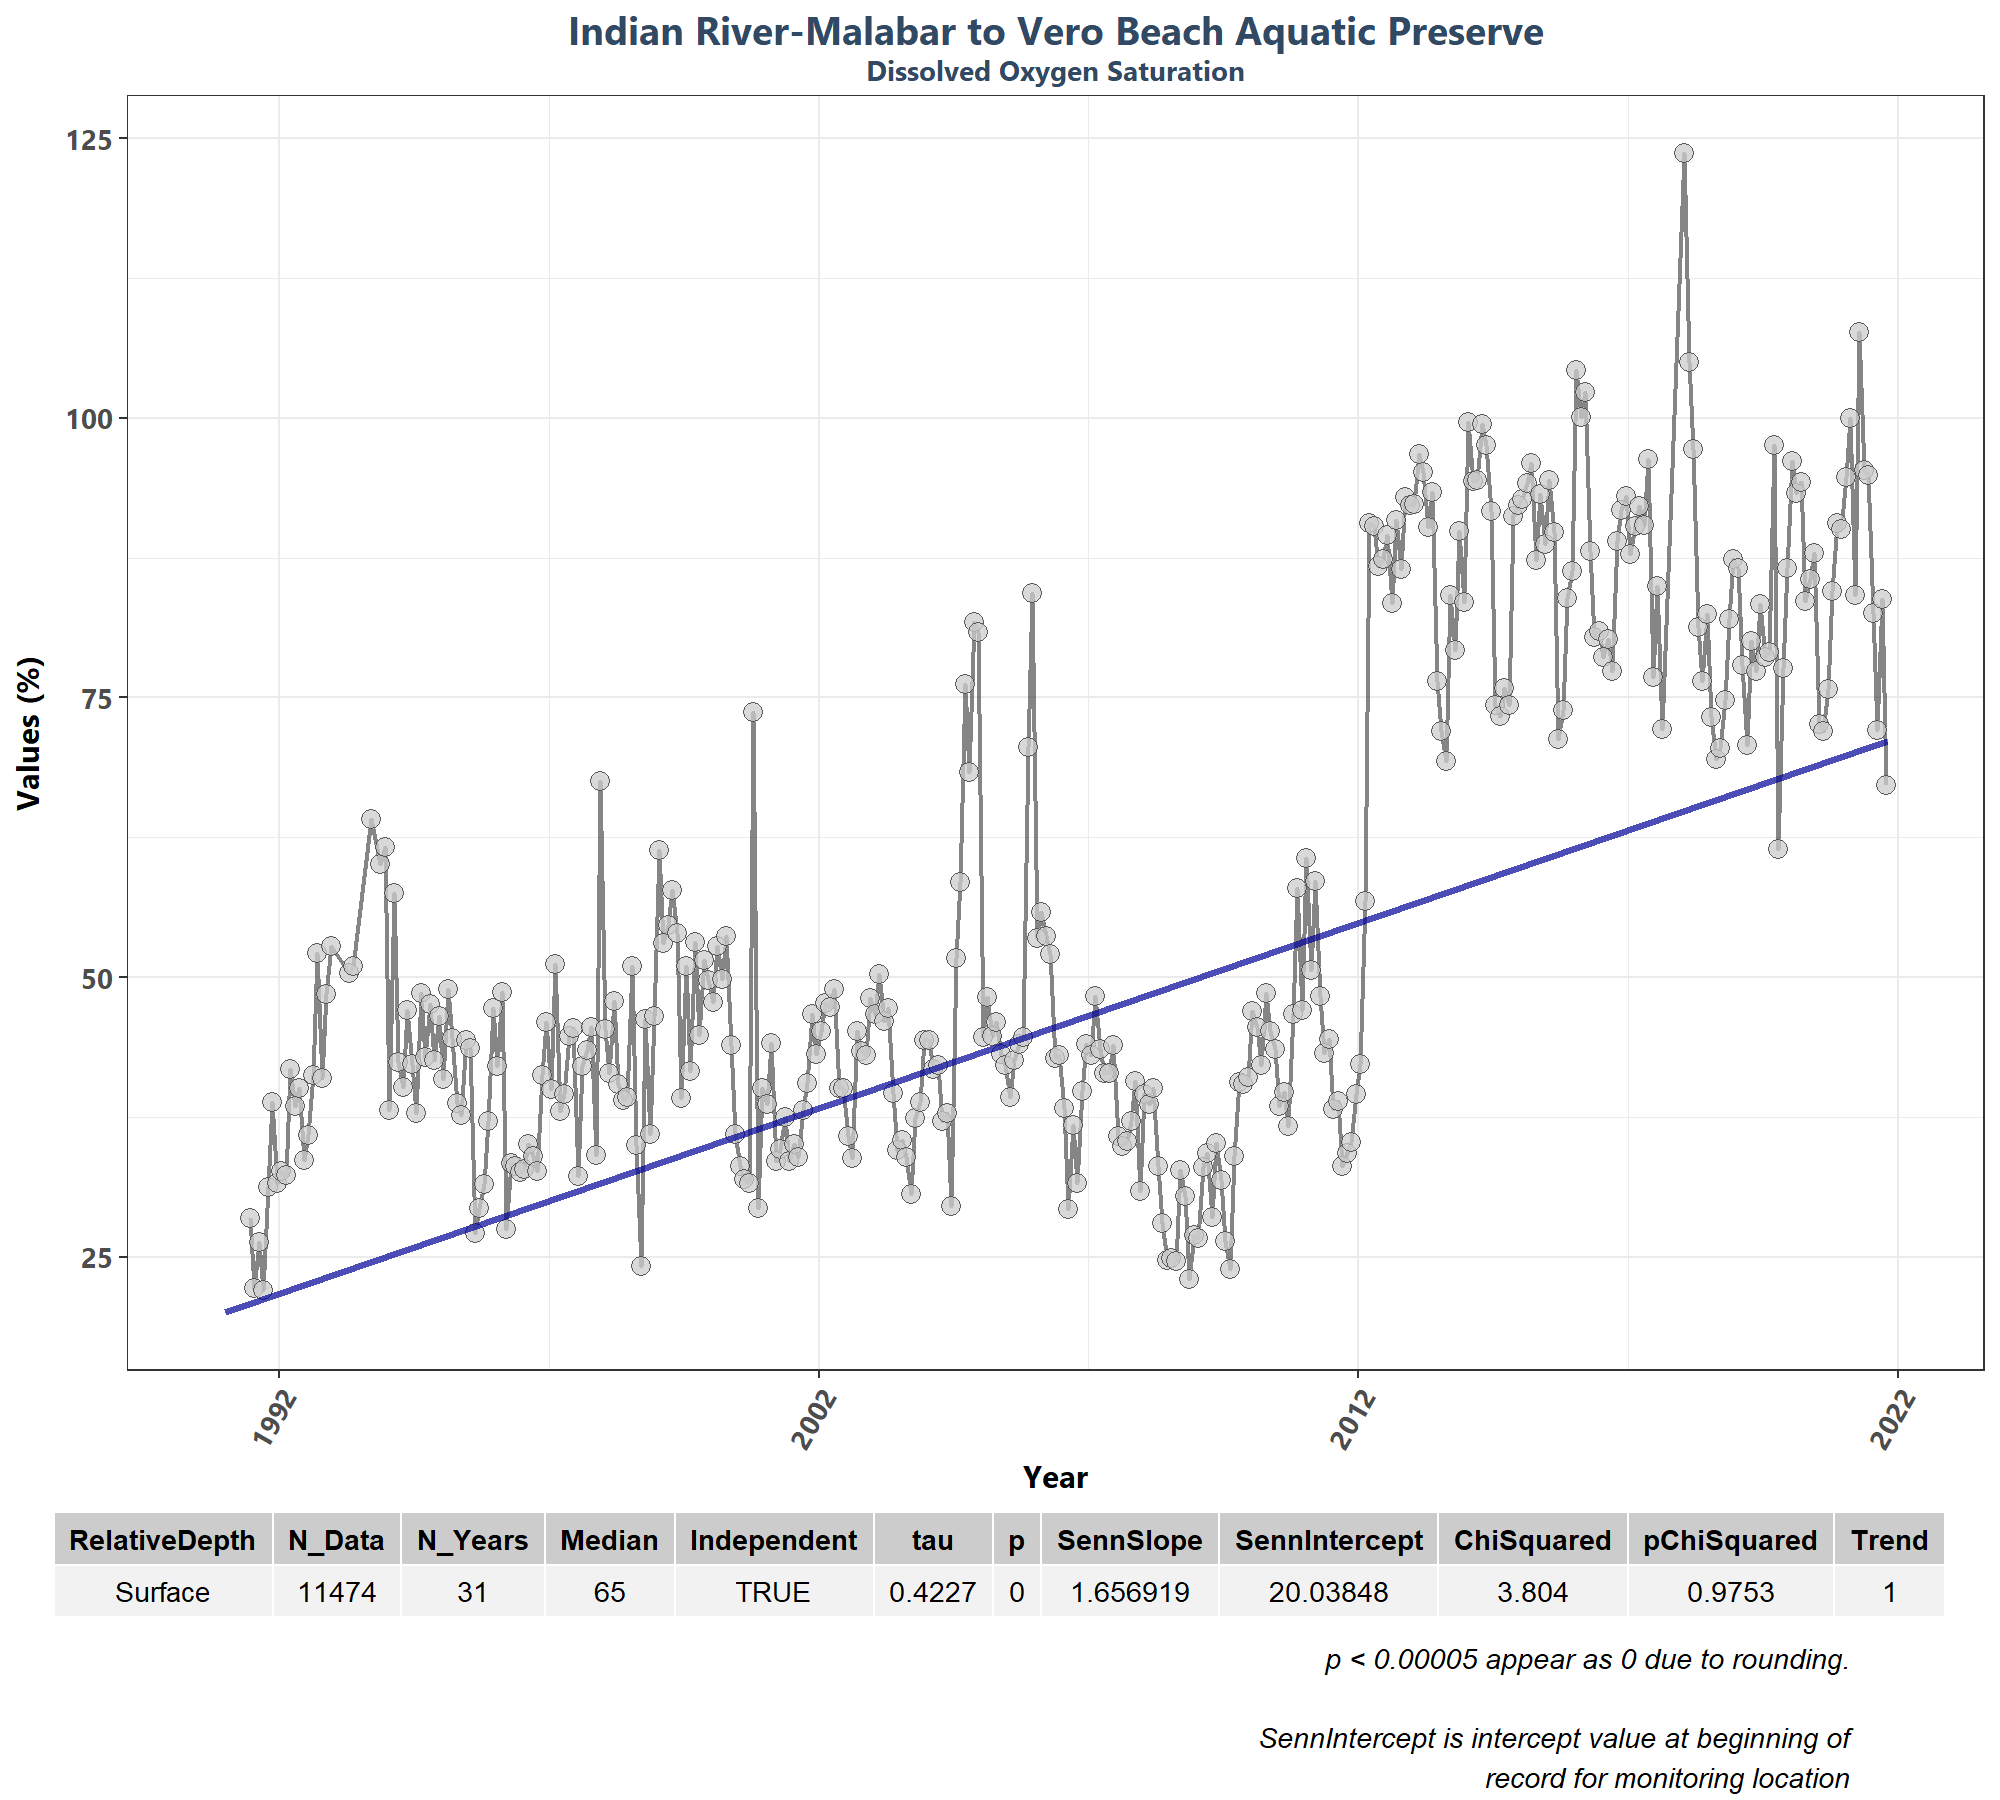 Indian River-Malabar to Vero Beach Aquatic Preserve
Dissolved Oxygen Saturation
125
100
75
50
25
Values (%)
1992
2002
2012
2022
Year
RelativeDepth N_Data N_Years Median Independent tau p SennSlope SennIntercept ChiSquared pChiSquared Trend
Surface 11474 31 65 TRUE 0.4227 0 1.656919 20.03848 3.804 0.9753 1
p < 0.00005 appear as 0 due to rounding.
SennIntercept is intercept value at beginning of
record for monitoring location